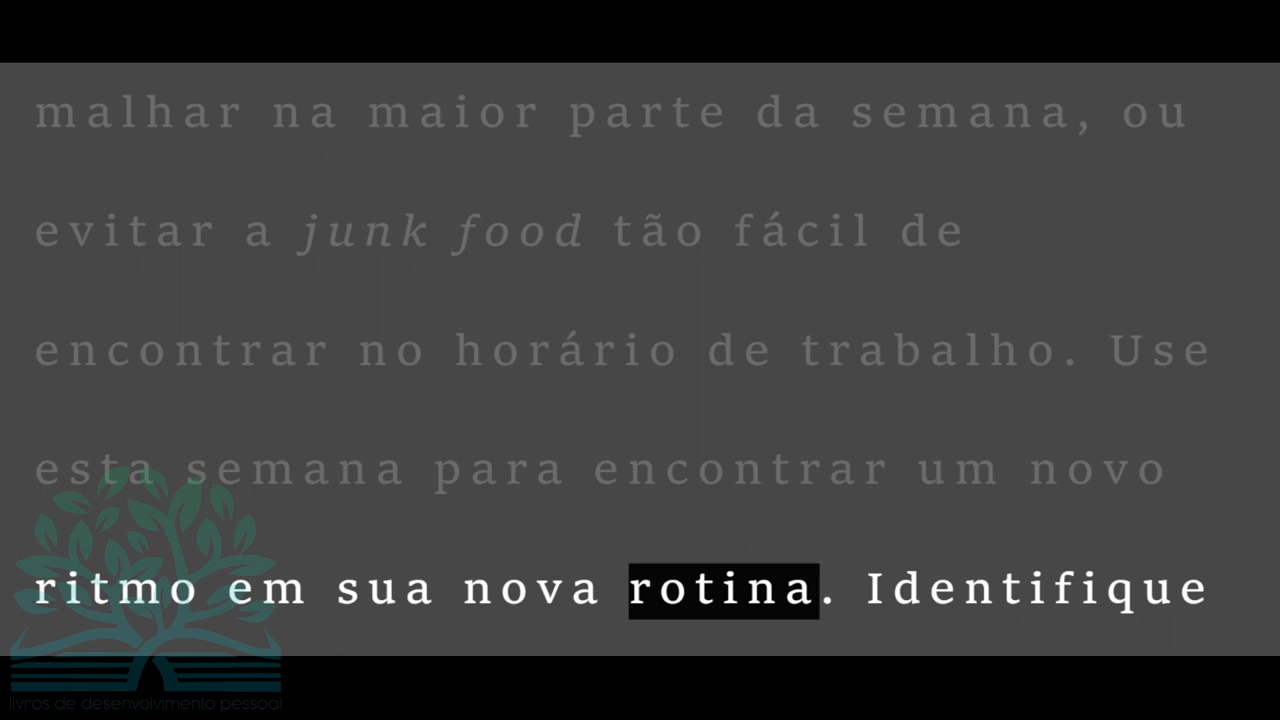 malhar na maior parte da semana, ou
evitar a junk food tão fácil de
encontrar no horário de trabalho. Use
esta semana para encontrar um novo
ritmo em sua nova rotina. Identifique
livros de desenvolvimento pessoal